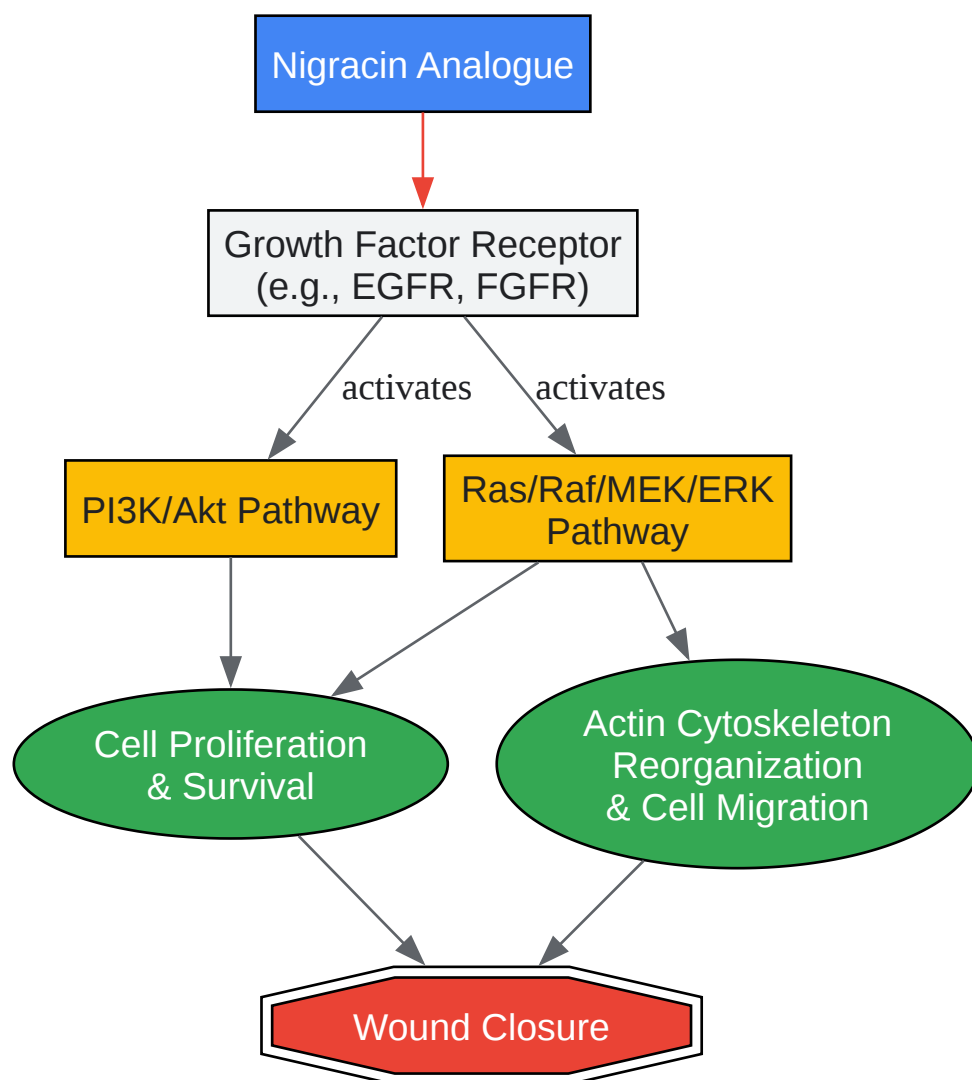 Nigracin Analogue
Growth Factor Receptor
(e.g., EGFR, FGFR)
activates
activates
PI3K/Akt Pathway
Ras/Raf/MEK/ERK
Pathway
Cell Proliferation
& Survival
Actin Cytoskeleton
Reorganization
& Cell Migration
Wound Closure